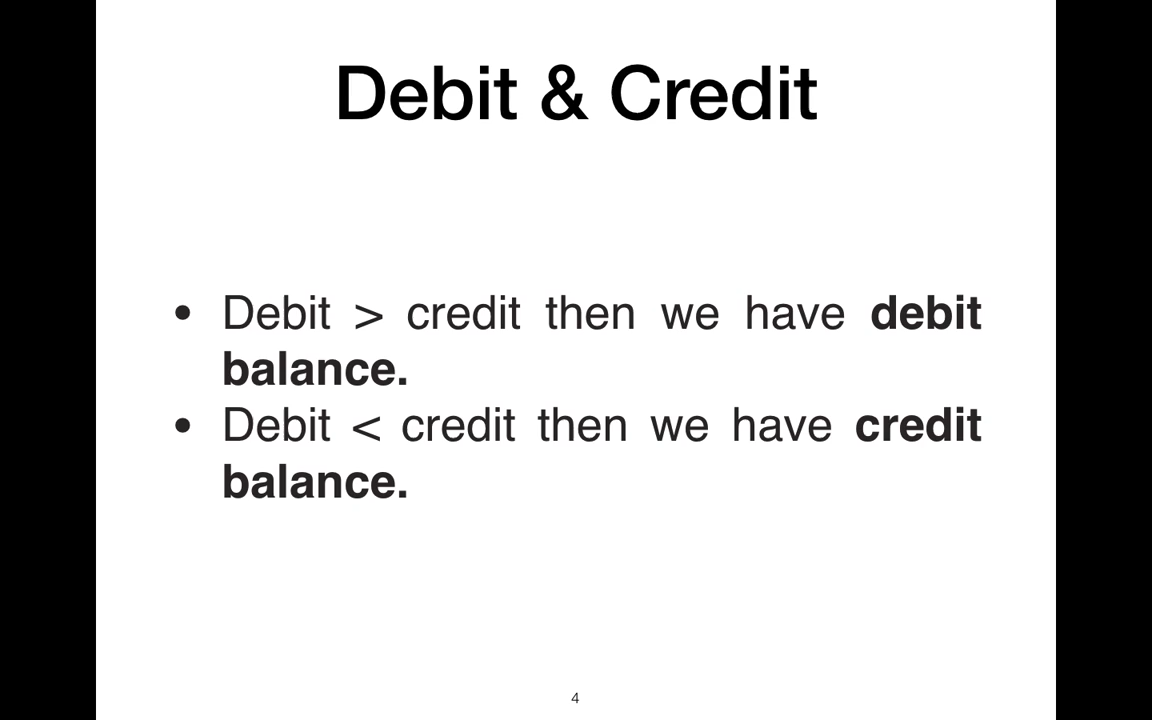 Debit & Credit
• Debit > credit then we have debit
balance.
• Debit < credit then we have credit
balance.
4